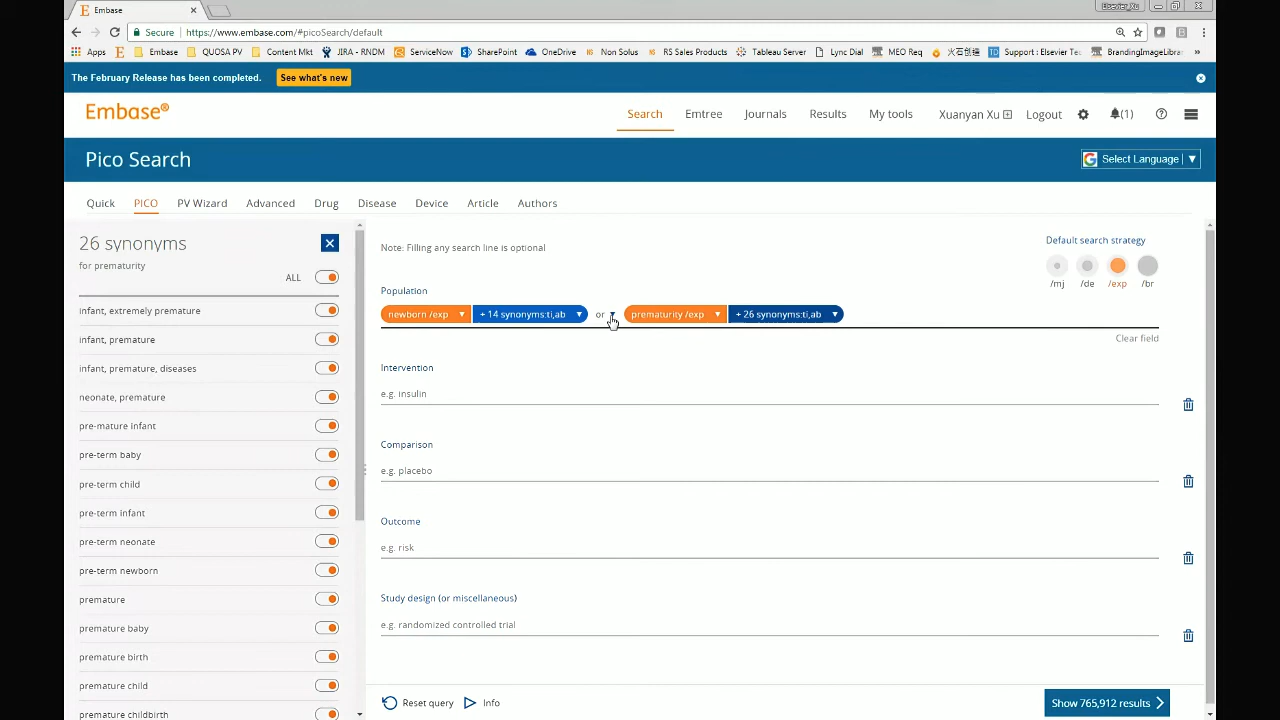 Embase
Elsevier_Xu
Secure
https://www.embase.com/#picoSearch/default
Apps
Embase
QUOSA PV
Content Mkt
JIRA - RNDM
ServiceNow
SharePoint
OneDrive
Non Solus
RS Sales Products
Tableau Server
Lync Dial
MEO Req
火石创造
Support : Elsevier Tec
BrandingImageLibra
»
The February Release has been completed.
See what's new
Embase®
Search
Emtree
Journals
Results
My tools
Xuanyan Xu
Logout
(1)
Pico Search
Select Language
Quick
PICO
PV Wizard
Advanced
Drug
Disease
Device
Article
Authors
26 synonyms
for prematurity
ALL
infant, extremely premature
infant, premature
infant, premature, diseases
neonate, premature
pre-mature infant
pre-term baby
pre-term child
pre-term infant
pre-term neonate
pre-term newborn
premature
premature baby
premature birth
premature child
premature childbirth
Note: Filling any search line is optional
Default search strategy
/mj
/de
/exp
/br
Population
newborn /exp
+ 14 synonyms:ti,ab
or
prematurity /exp
+ 26 synonyms:ti,ab
Clear field
Intervention
e.g. insulin
Comparison
e.g. placebo
Outcome
e.g. risk
Study design (or miscellaneous)
e.g. randomized controlled trial
Reset query
Info
Show 765,912 results